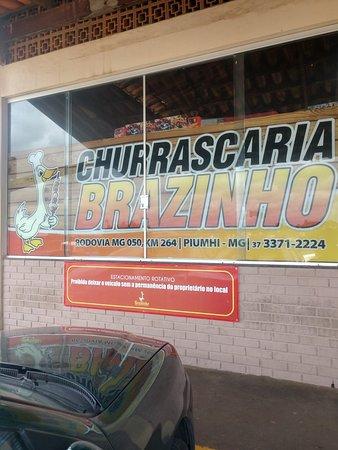 CHURRASCARIA
BRAZINHO
RODOVIA MG 050, KM 264 | PIUMHI - MG | 37 3371-2224
ESTACIONAMENTO ROTATIVO
Proibido deixar o veículo sem a permanência do proprietário no local
Brazinho